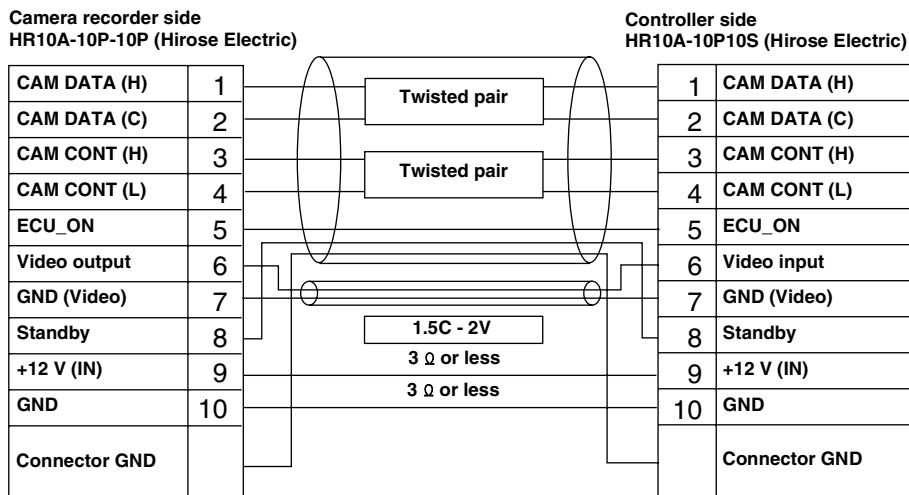 Camera recorder side
HR10A-10P-10P (Hirose Electric)
Controller side
HR10A-10P10S (Hirose Electric)
CAM DATA (H) 1 Twisted pair 1 CAM DATA (H)
CAM DATA (C) 2 2 CAM DATA (C)
CAM CONT (H) 3 Twisted pair 3 CAM CONT (H)
CAM CONT (L) 4 4 CAM CONT (L)
ECU_ON 5 5 ECU_ON
Video output 6 6 Video input
GND (Video) 7 7 GND (Video)
Standby 8 1.5C - 2V 8 Standby
3 Ω or less
+12 V (IN) 9 9 +12 V (IN)
3 Ω or less
GND 10 10 GND
Connector GND Connector GND